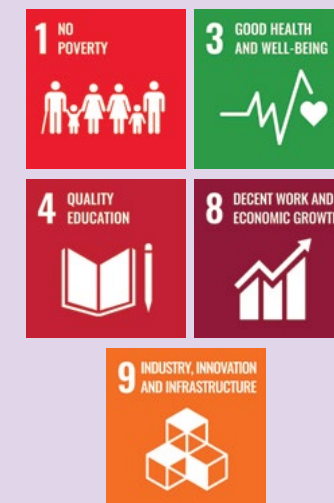 1 NO
POVERTY
3 GOOD HEALTH
AND WELL-BEING
4 QUALITY
EDUCATION
8 DECENT WORK AND
ECONOMIC GROWTH
9 INDUSTRY, INNOVATION
AND INFRASTRUCTURE